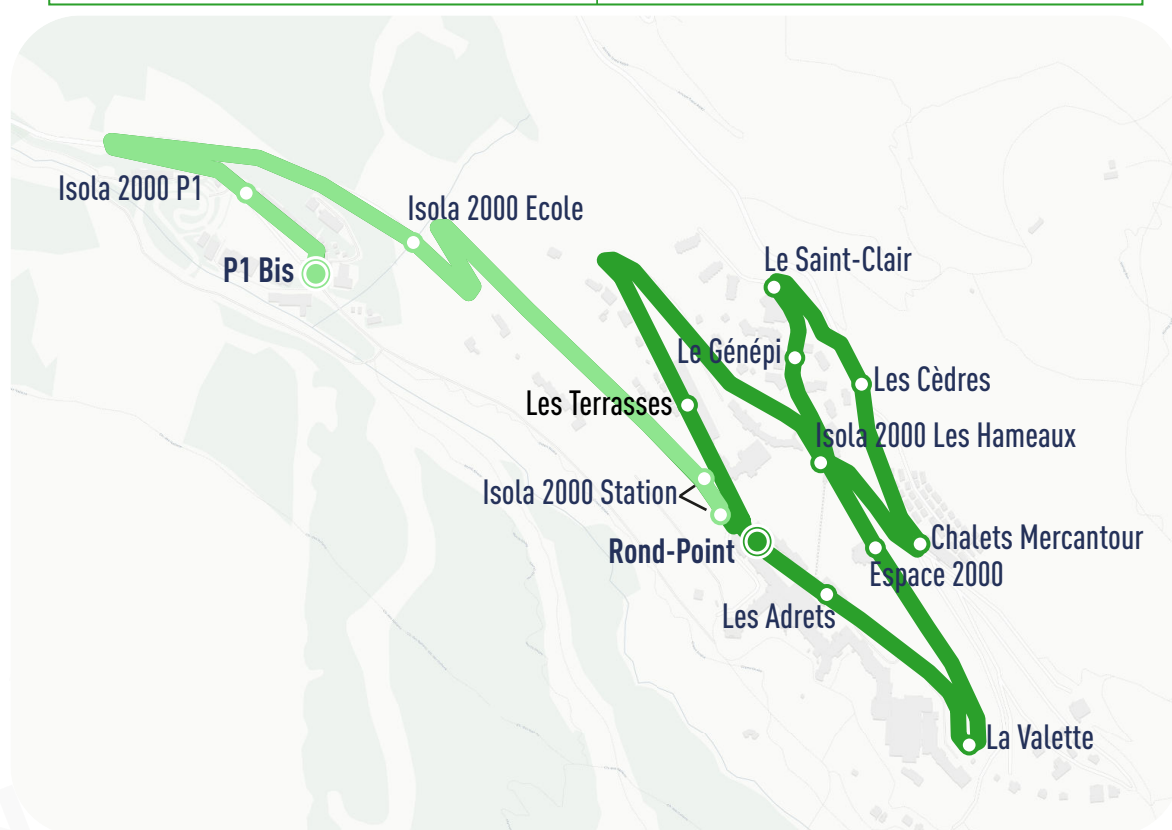 Isola 2000 P1
Isola 2000 Ecole
P1 Bis
Le Saint-Clair
Le Génépi
Les Cèdres
Les Terrasses
Isola 2000 Les Hameaux
Isola 2000 Station
Rond-Point
Chalets Mercantour
Espace 2000
Les Adrets
La Valette